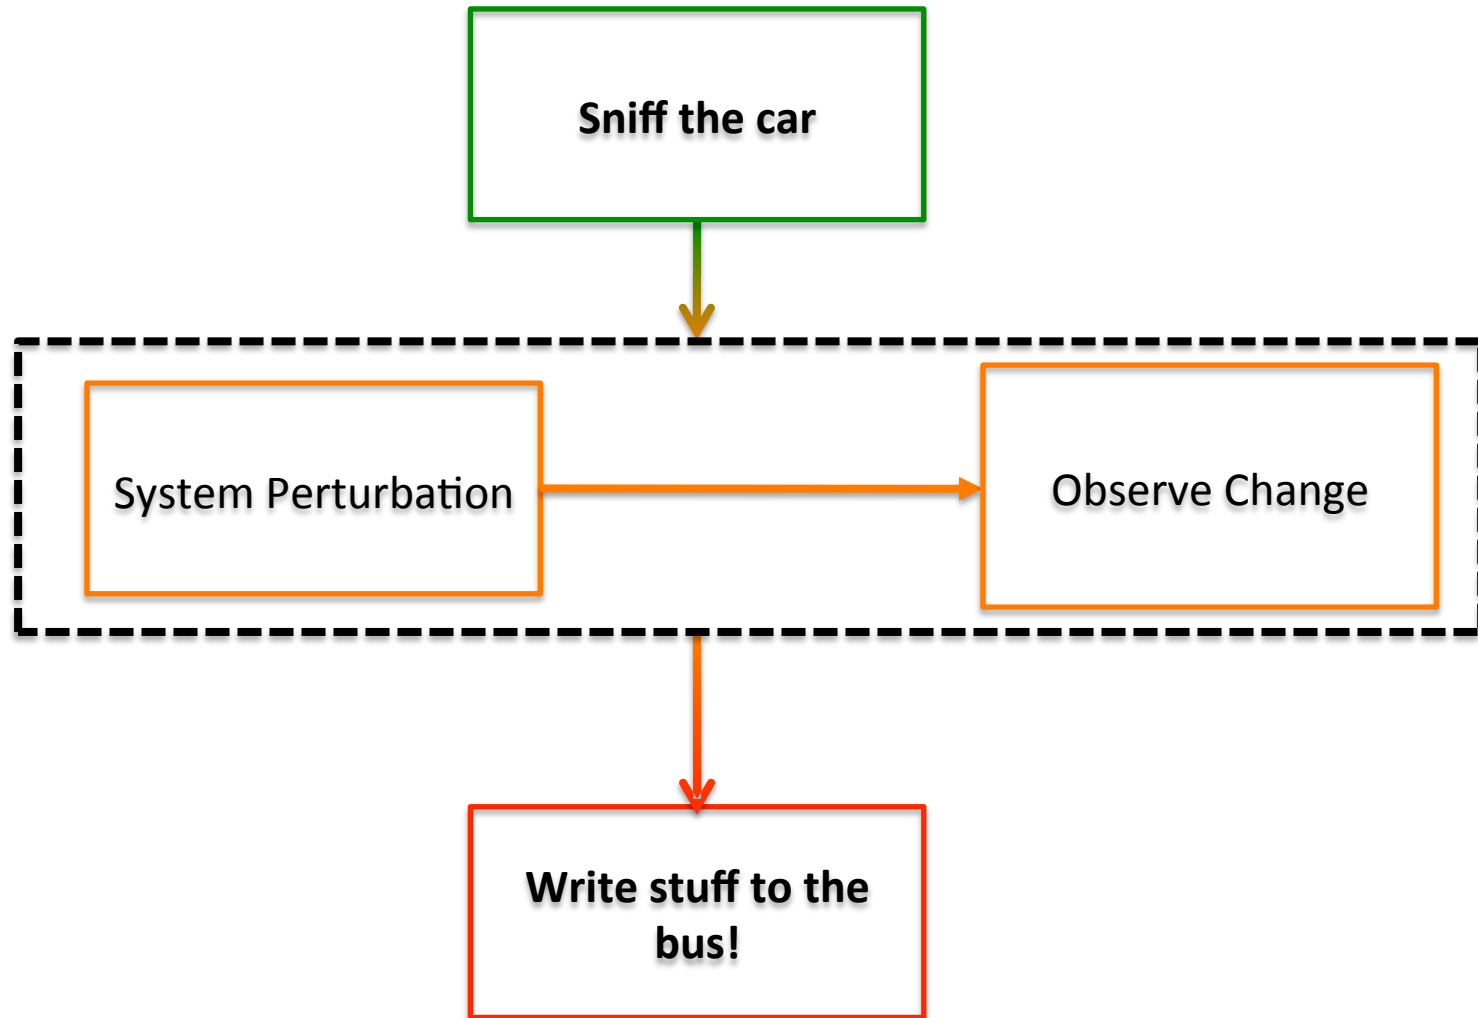 Sniff the car
System Perturbation
Observe Change
Write stuff to the
bus!